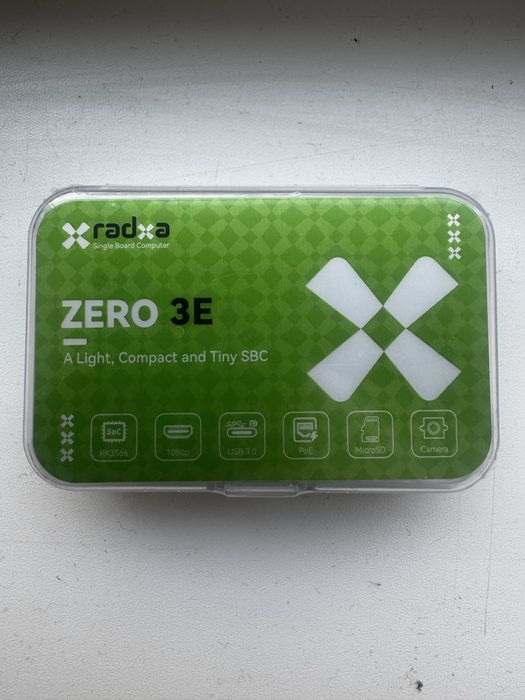 radxa
Single Board Computer
ZERO 3E
A Light, Compact and Tiny SBC
SoC
RK3566
1080p
USB 3.0
PoE
MicroSD
Camera